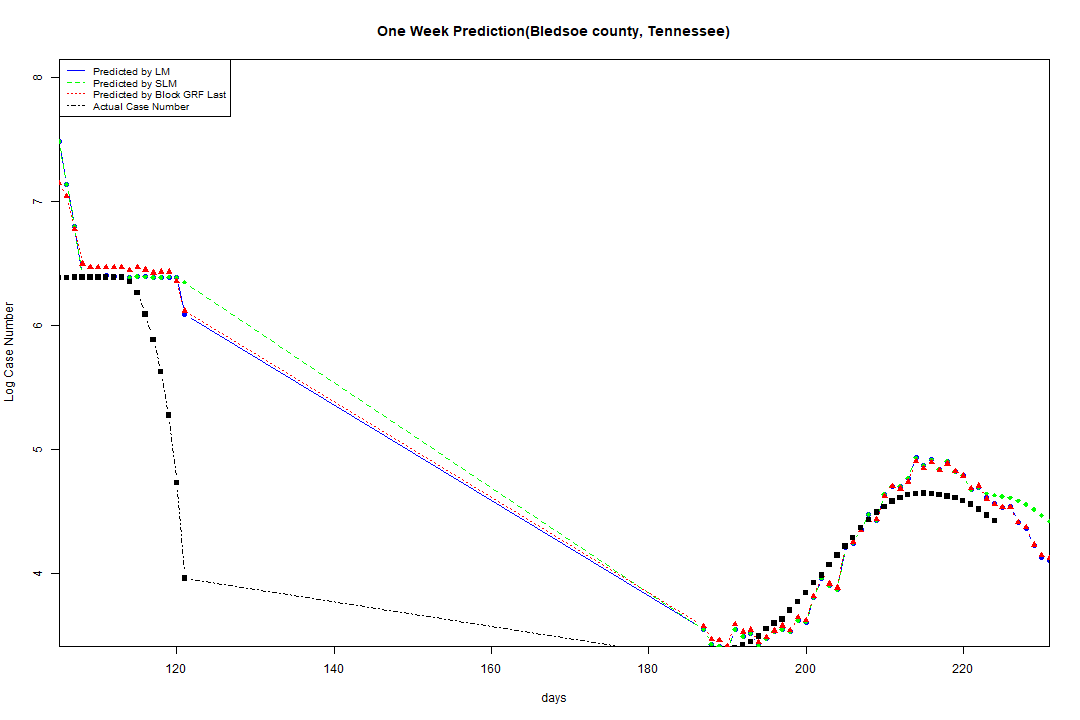 One Week Prediction(Bledsoe county, Tennessee)
Predicted by LM
Predicted by SLM
Predicted by Block GRF Last
Actual Case Number
8
7
6
5
4
Log Case Number
120 140 160 180 200 220
days